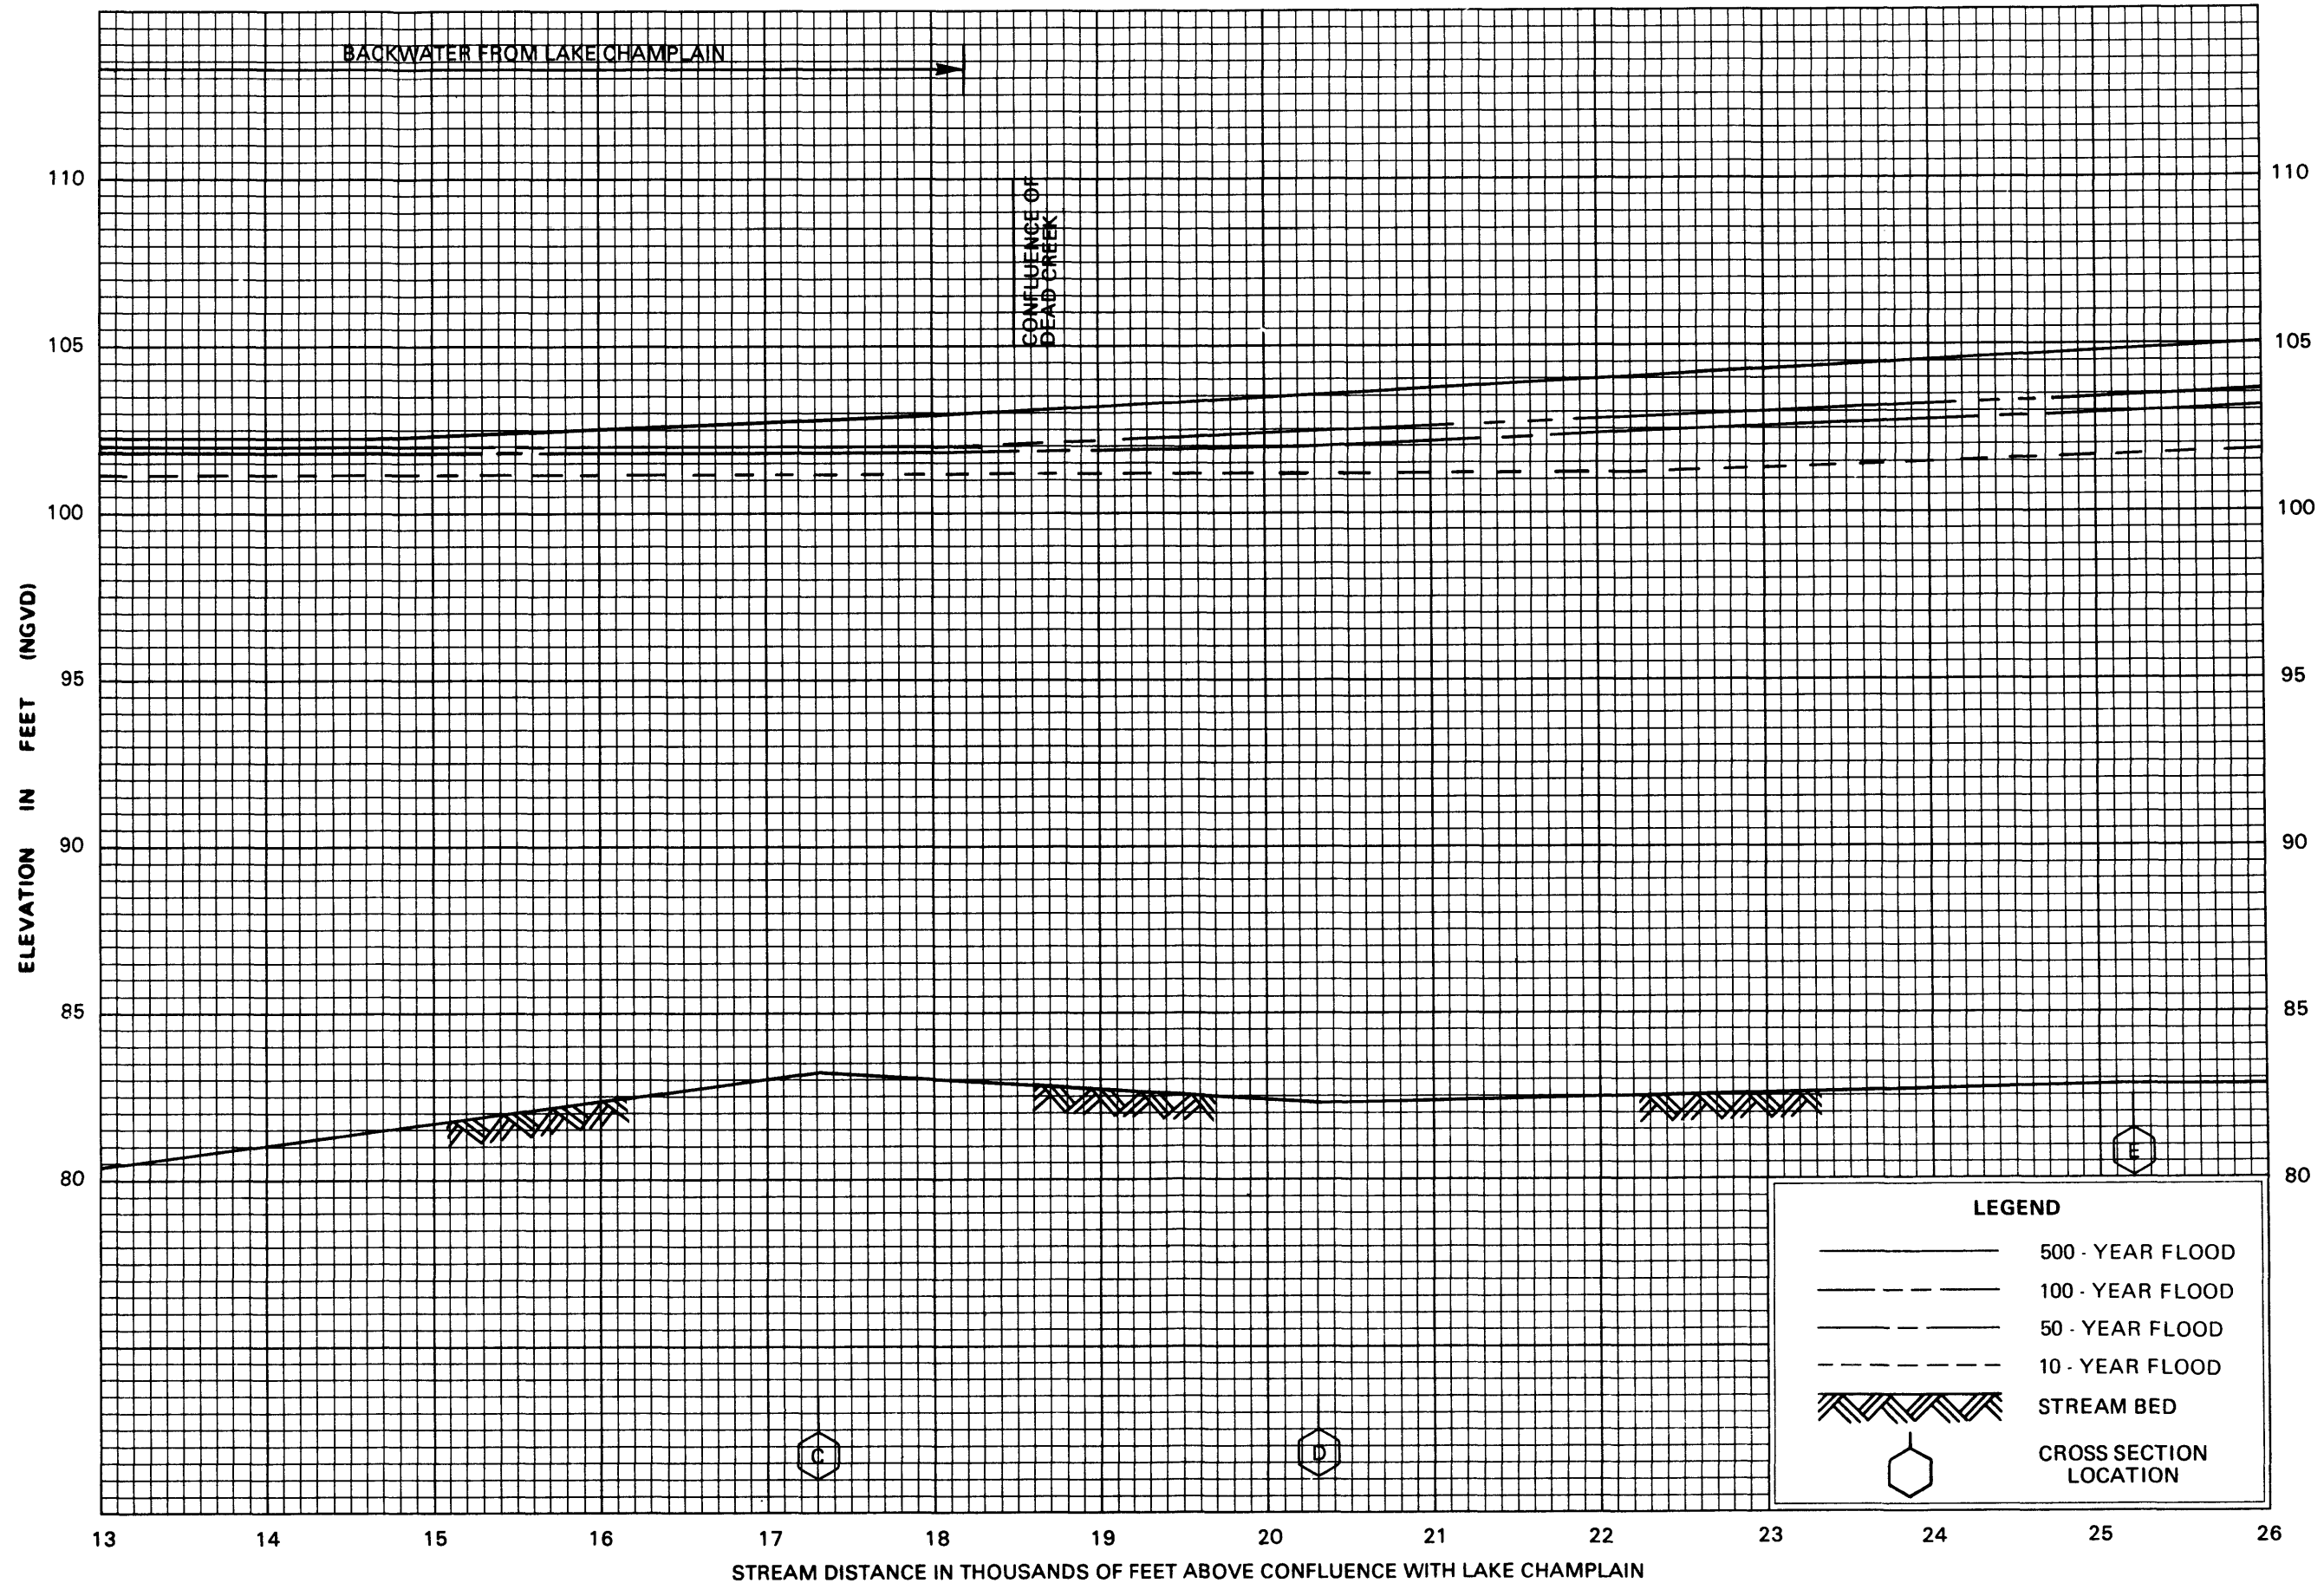 BACKWATER FROM LAKE CHAMPLAIN
CONFLUENCE OF
DEAD CREEK
110
105
100
95
90
85
80
ELEVATION IN FEET (NGVD)
110
105
100
95
90
85
80
C
D
E
LEGEND
500 - YEAR FLOOD
100 - YEAR FLOOD
50 - YEAR FLOOD
10 - YEAR FLOOD
STREAM BED
CROSS SECTION
LOCATION
13 14 15 16 17 18 19 20 21 22 23 24 25 26
STREAM DISTANCE IN THOUSANDS OF FEET ABOVE CONFLUENCE WITH LAKE CHAMPLAIN